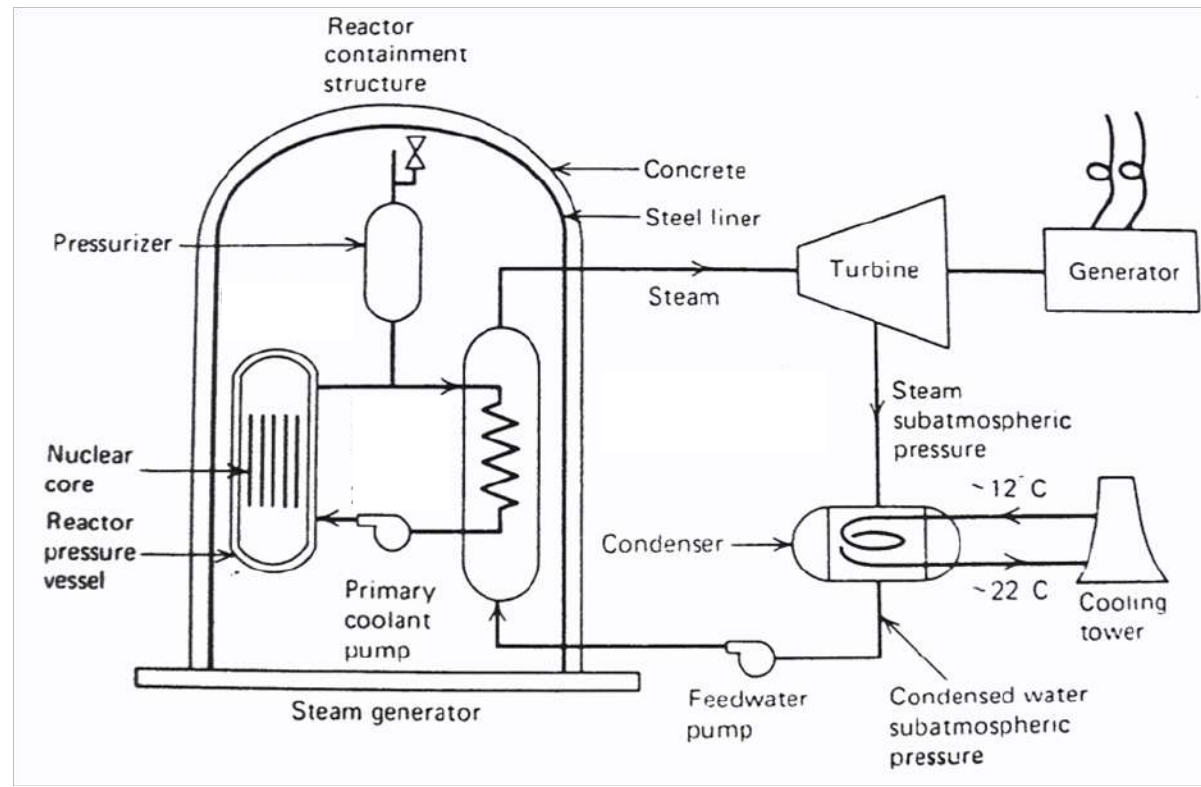 Reactor
containment
structure
Concrete
Steel liner
Pressurizer
Turbine
Generator
Steam
Steam
subatmospheric
pressure
Nuclear
core
~12° C
Reactor
pressure
vessel
Condenser
~22 C
Cooling
tower
Primary
coolant
pump
Steam generator
Feedwater
pump
Condensed water
subatmospheric
pressure